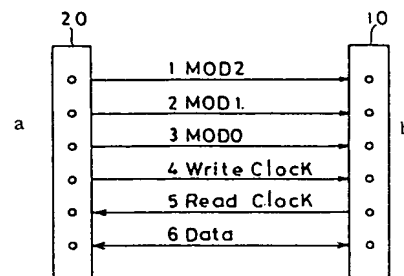 20 10
1 MOD2
2 MOD1.
a b
3 MOD0
4 Write Clock
5 Read Clock
6 Data